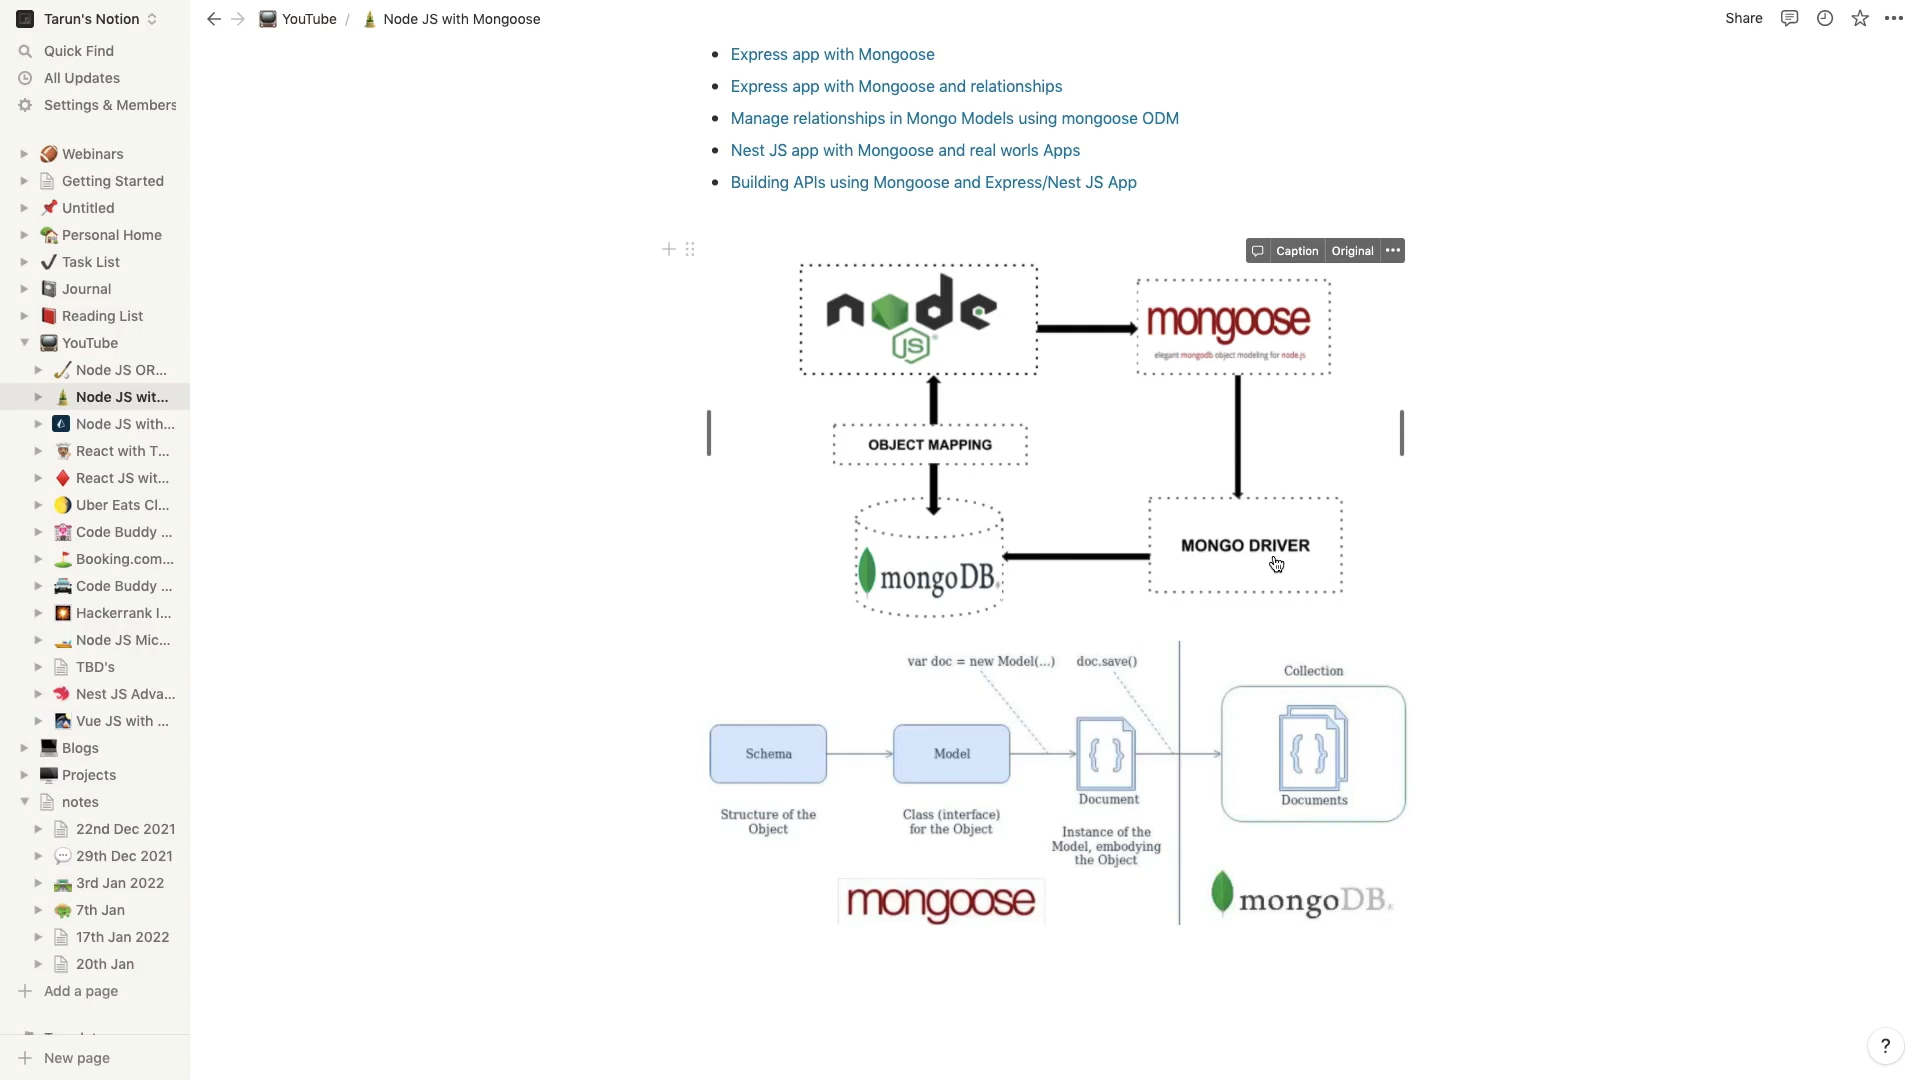 Tarun's Notion
Quick Find
All Updates
Settings & Members
Webinars
Getting Started
Untitled
Personal Home
Task List
Journal
Reading List
YouTube
Node JS OR...
Node JS wit...
Node JS with...
React with T...
React JS wit...
Uber Eats Cl...
Code Buddy ...
Booking.com...
Code Buddy ...
Hackerrank I...
Node JS Mic...
TBD's
Nest JS Adva...
Vue JS with ...
Blogs
Projects
notes
22nd Dec 2021
29th Dec 2021
3rd Jan 2022
7th Jan
17th Jan 2022
20th Jan
Add a page
New page
YouTube / Node JS with Mongoose
Share
Express app with Mongoose
Express app with Mongoose and relationships
Manage relationships in Mongo Models using mongoose ODM
Nest JS app with Mongoose and real worls Apps
Building APIs using Mongoose and Express/Nest JS App
Caption Original
node
JS
mongoose
elegant mongodb object modeling for node.js
OBJECT MAPPING
MONGO DRIVER
mongoDB
var doc = new Model(...) doc.save()
Collection
Schema
Model
{ }
{ }
Document
Documents
Structure of the
Object
Class (interface)
for the Object
Instance of the
Model, embodying
the Object
mongoose
mongoDB
?